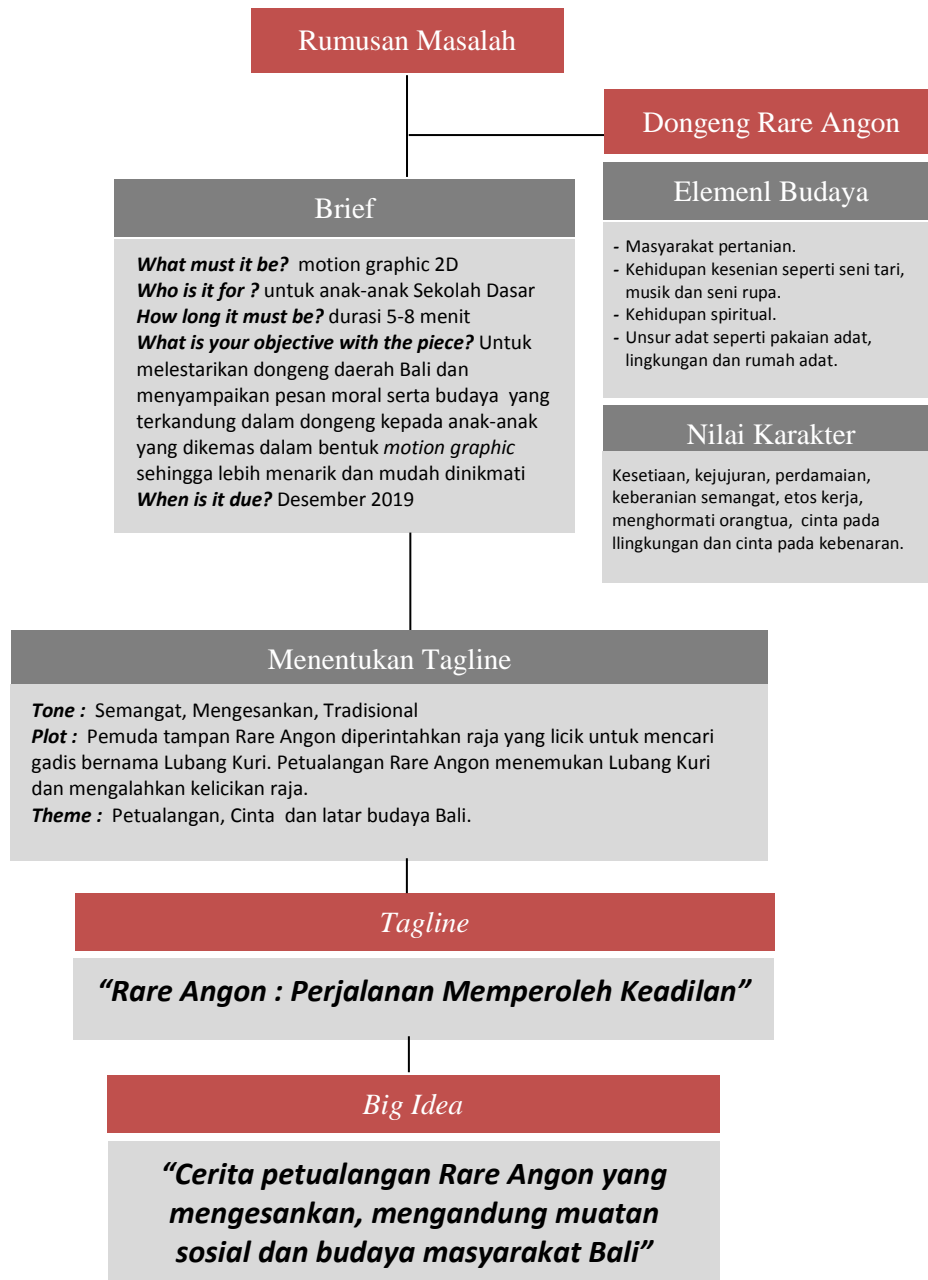 Rumusan Masalah
Dongeng Rare Angon
Elemenl Budaya
- Masyarakat pertanian.
- Kehidupan kesenian seperti seni tari,
musik dan seni rupa.
- Kehidupan spiritual.
- Unsur adat seperti pakaian adat,
lingkungan dan rumah adat.
Nilai Karakter
Kesetiaan, kejujuran, perdamaian,
keberanian semangat, etos kerja,
menghormati orangtua, cinta pada
llingkungan dan cinta pada kebenaran.
Brief
What must it be? motion graphic 2D
Who is it for ? untuk anak-anak Sekolah Dasar
How long it must be? durasi 5-8 menit
What is your objective with the piece? Untuk
melestarikan dongeng daerah Bali dan
menyampaikan pesan moral serta budaya yang
terkandung dalam dongeng kepada anak-anak
yang dikemas dalam bentuk motion graphic
sehingga lebih menarik dan mudah dinikmati
When is it due? Desember 2019
Menentukan Tagline
Tone : Semangat, Mengesankan, Tradisional
Plot : Pemuda tampan Rare Angon diperintahkan raja yang licik untuk mencari
gadis bernama Lubang Kuri. Petualangan Rare Angon menemukan Lubang Kuri
dan mengalahkan kelicikan raja.
Theme : Petualangan, Cinta dan latar budaya Bali.
Tagline
“Rare Angon : Perjalanan Memperoleh Keadilan”
Big Idea
“Cerita petualangan Rare Angon yang
mengesankan, mengandung muatan
sosial dan budaya masyarakat Bali”